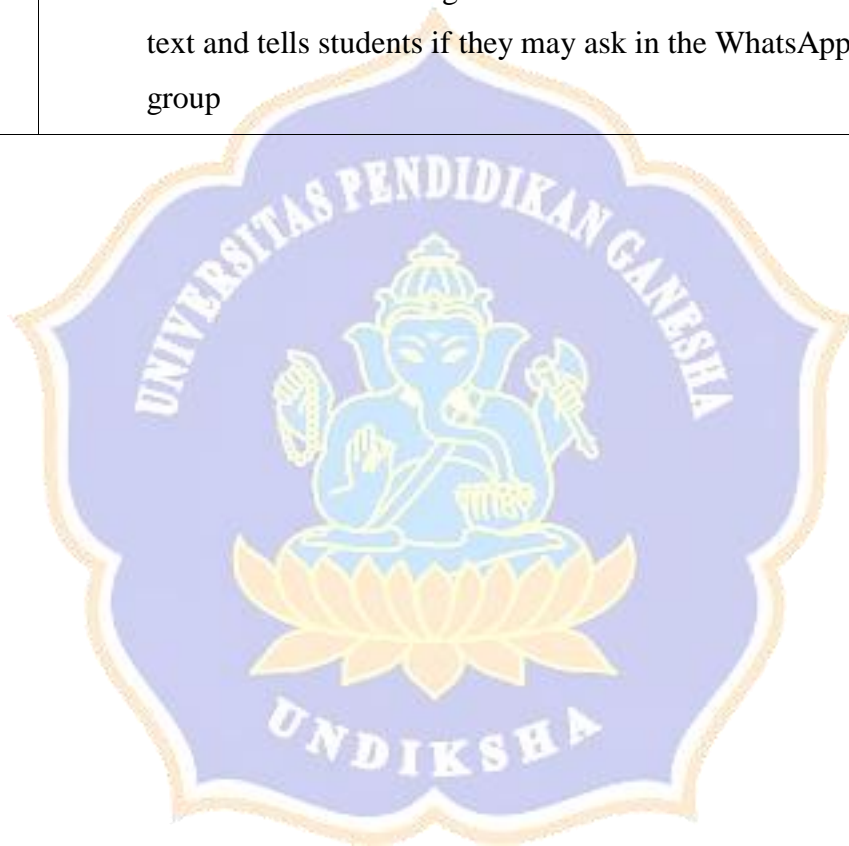 text and tells students if they may ask in the WhatsApp
group
UNIVERSITAS PENDIDIKAN GANESHA
UNDIKSHA